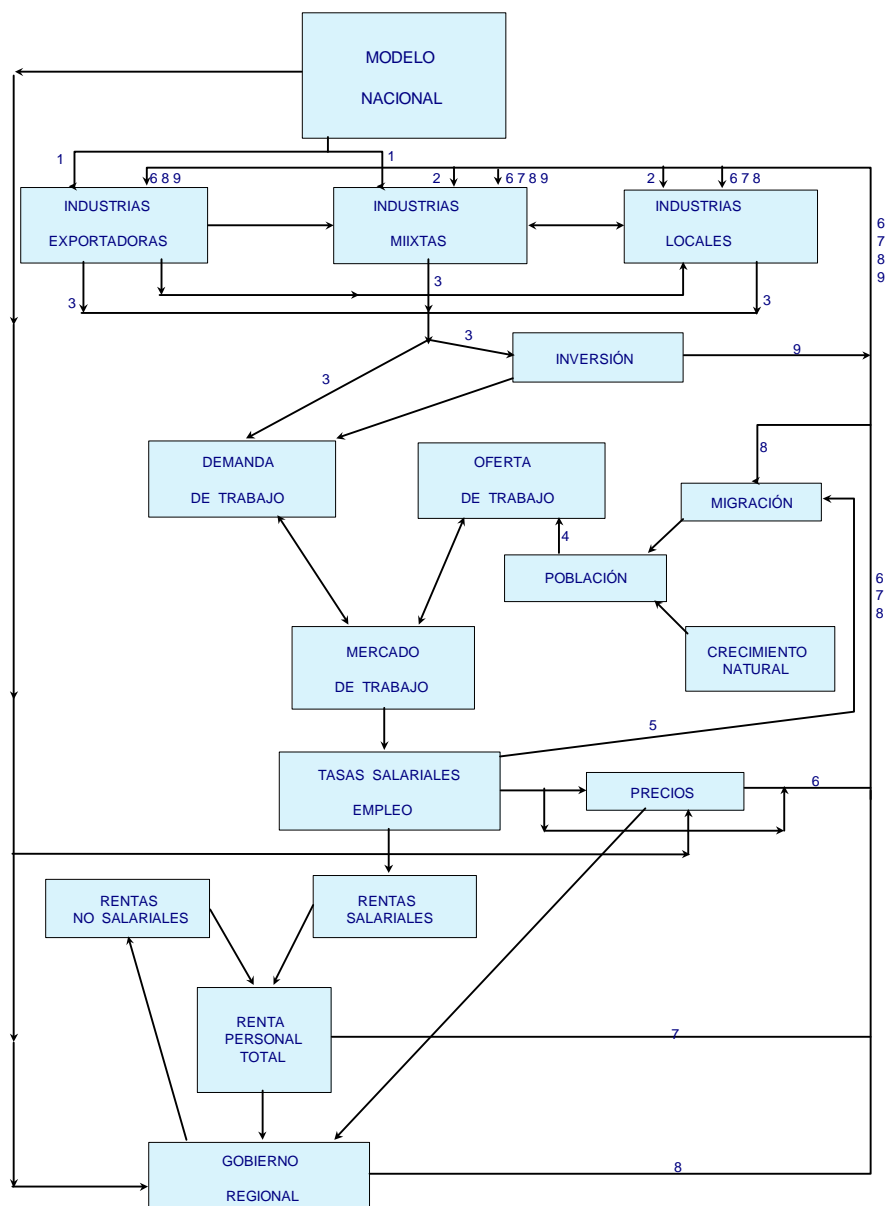 MODELO
NACIONAL
1
1
6 8 9
2
6 7 8 9
2
6 7 8
INDUSTRIAS
EXPORTADORAS
INDUSTRIAS
MIIXTAS
INDUSTRIAS
LOCALES
6
7
8
9
3
3
3
3
3
INVERSIÓN
9
DEMANDA
DE TRABAJO
OFERTA
DE TRABAJO
8
MIGRACIÓN
4
POBLACIÓN
6
7
8
CRECIMIENTO
NATURAL
MERCADO
DE TRABAJO
5
TASAS SALARIALES
EMPLEO
PRECIOS
6
RENTAS
NO SALARIALES
RENTAS
SALARIALES
RENTA
PERSONAL
TOTAL
7
GOBIERNO
REGIONAL
8